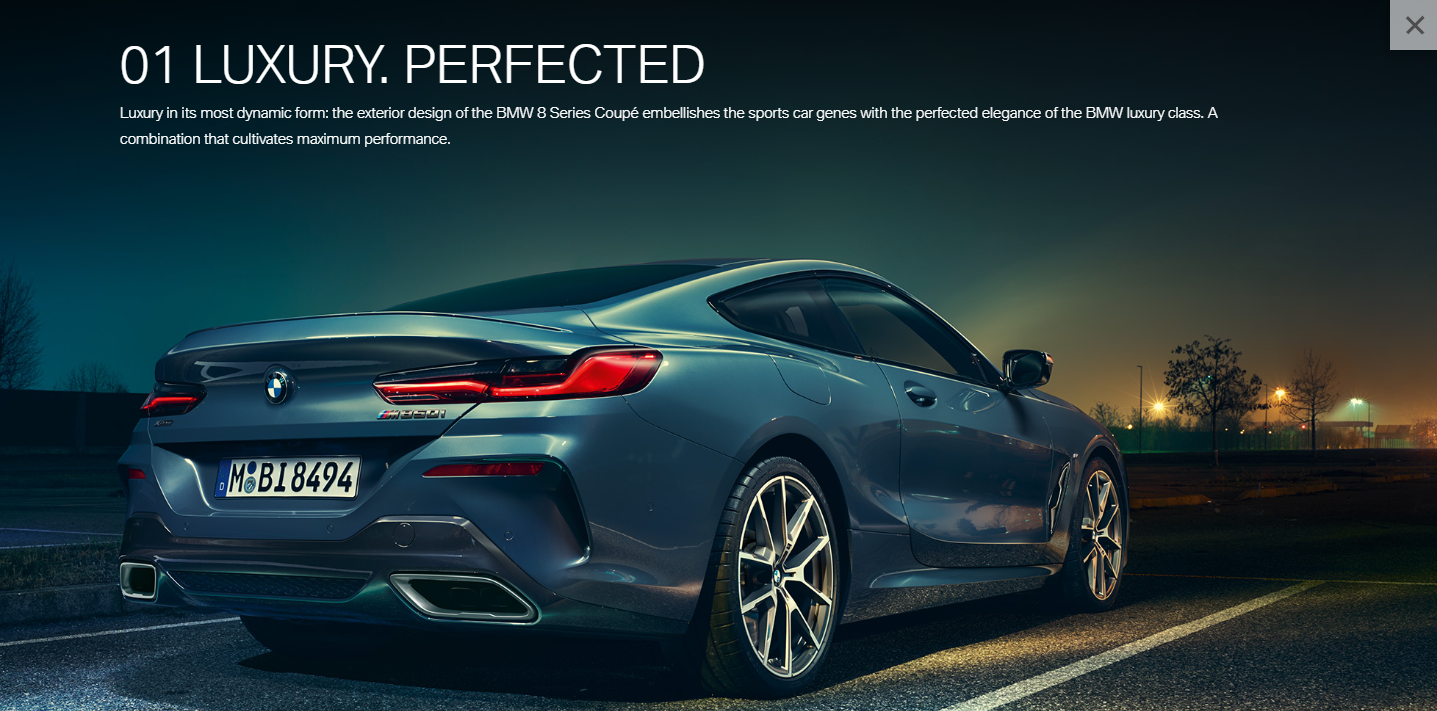 01 LUXURY. PERFECTED
Luxury in its most dynamic form: the exterior design of the BMW 8 Series Coupé embellishes the sports car genes with the perfected elegance of the BMW luxury class. A
combination that cultivates maximum performance.
M850i
M BI 8494
D